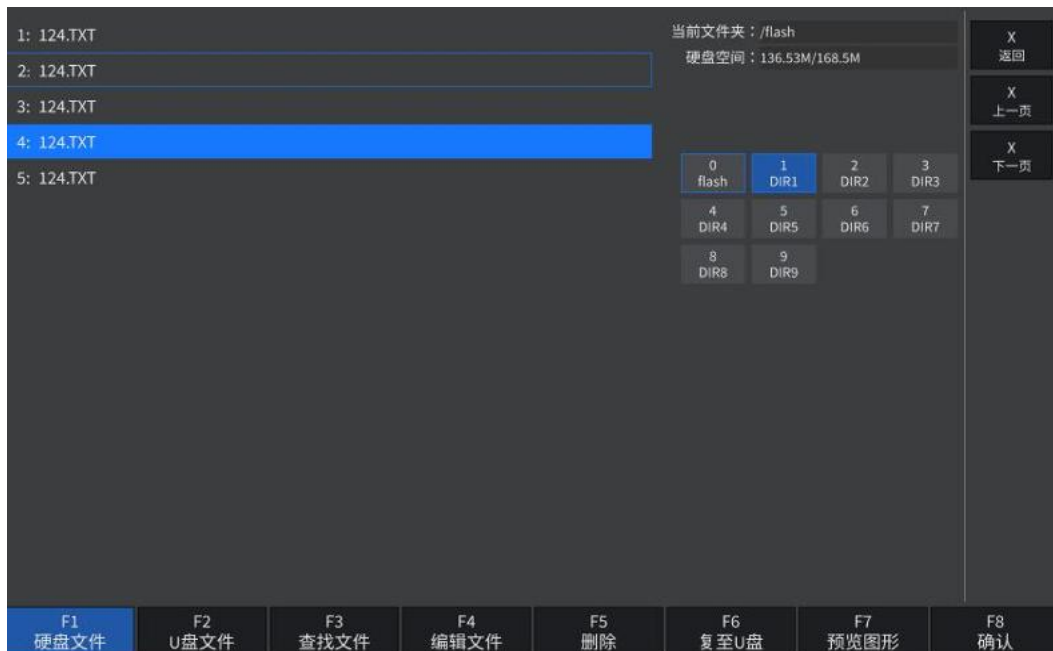 1: 124.TXT
2: 124.TXT
3: 124.TXT
4: 124.TXT
5: 124.TXT
当前文件夹：/flash
硬盘空间：136.53M/168.5M
0
flash
1
DIR1
2
DIR2
3
DIR3
4
DIR4
5
DIR5
6
DIR6
7
DIR7
8
DIR8
9
DIR9
X
返回
X
上一页
X
下一页
F1
硬盘文件
F2
U盘文件
F3
查找文件
F4
编辑文件
F5
删除
F6
复至U盘
F7
预览图形
F8
确认